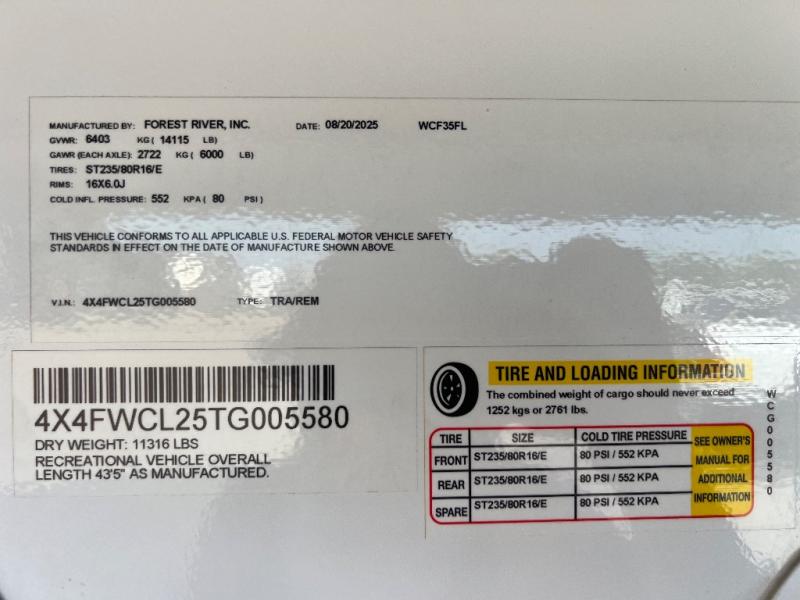 MANUFACTURED BY: FOREST RIVER, INC. DATE: 08/20/2025 WCF35FL
GVWR: 6403 KG ( 14115 LB)
GAWR (EACH AXLE): 2722 KG ( 6000 LB)
TIRES: ST235/80R16/E
RIMS: 16X6.0J
COLD INFL. PRESSURE: 552 KPA ( 80 PSI )
THIS VEHICLE CONFORMS TO ALL APPLICABLE U.S. FEDERAL MOTOR VEHICLE SAFETY
STANDARDS IN EFFECT ON THE DATE OF MANUFACTURE SHOWN ABOVE.
V.I.N.: 4X4FWCL25TG005580 TYPE: TRA/REM
4X4FWCL25TG005580
DRY WEIGHT: 11316 LBS
RECREATIONAL VEHICLE OVERALL
LENGTH 43'5" AS MANUFACTURED.
TIRE AND LOADING INFORMATION
The combined weight of cargo should never exceed
1252 kgs or 2761 lbs.
TIRE SIZE COLD TIRE PRESSURE
FRONT ST235/80R16/E 80 PSI / 552 KPA
REAR ST235/80R16/E 80 PSI / 552 KPA
SPARE ST235/80R16/E 80 PSI / 552 KPA
SEE OWNER'S
MANUAL FOR
ADDITIONAL
INFORMATION
WCG005580